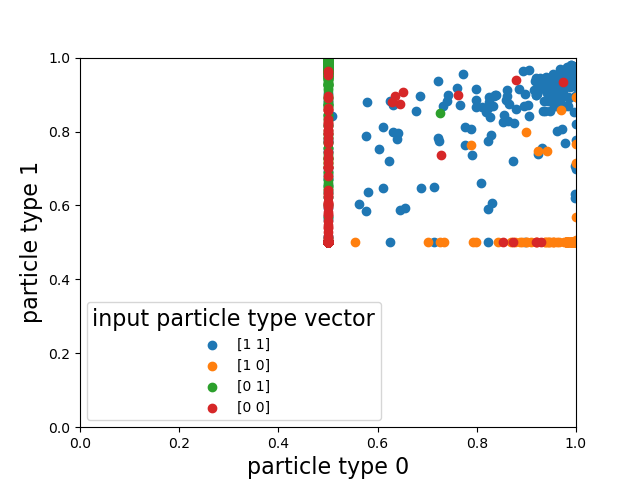 1.0
0.8
0.6
0.4
0.2
0.0
particle type 1
input particle type vector
[1 1]
[1 0]
[0 1]
[0 0]
0.0 0.2 0.4 0.6 0.8 1.0
particle type 0